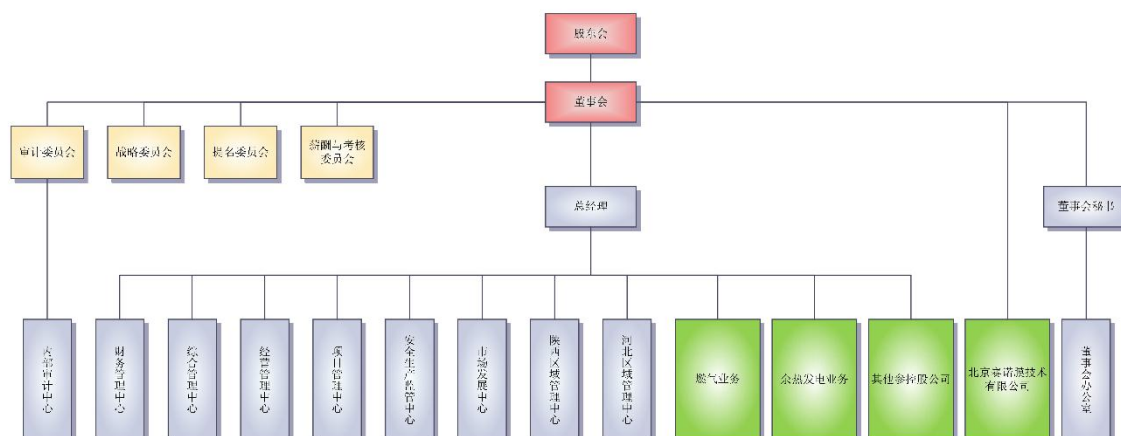 股东会
董事会
审计委员会
战略委员会
提名委员会
薪酬与考核
委员会
总经理
董事会秘书
内部审计中心
财务管理中心
综合管理中心
经营管理中心
项目管理中心
安全生产监管中心
市场发展中心
陕西区域管理中心
河北区域管理中心
燃气业务
余热发电业务
其他参控股公司
北京赛诺膜技术
有限公司
董事会办公室